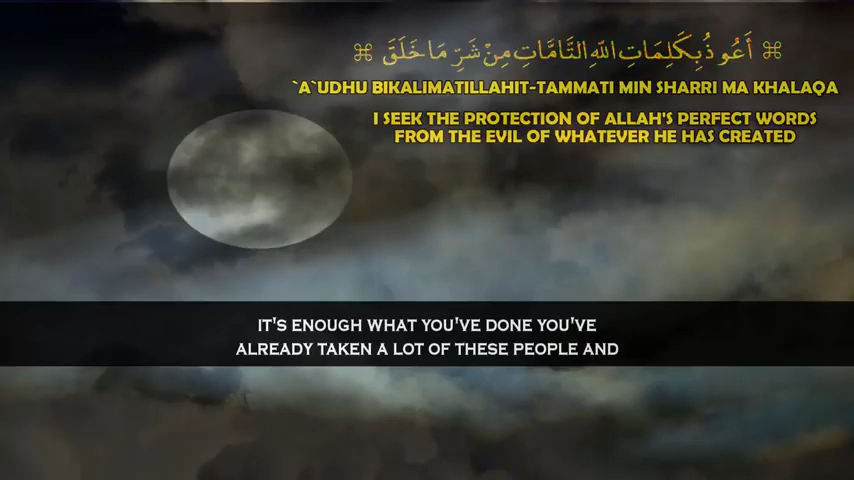 ⌘ أَعُوذُ بِكَلِمَاتِ اللّٰهِ التَّامَّاتِ مِنْ شَرِّ مَا خَلَقَ ⌘
`A`UDHU BIKALIMATILLAHIT-TAMMATI MIN SHARRI MA KHALAQA
I SEEK THE PROTECTION OF ALLAH'S PERFECT WORDS
FROM THE EVIL OF WHATEVER HE HAS CREATED
IT'S ENOUGH WHAT YOU'VE DONE YOU'VE
ALREADY TAKEN A LOT OF THESE PEOPLE AND